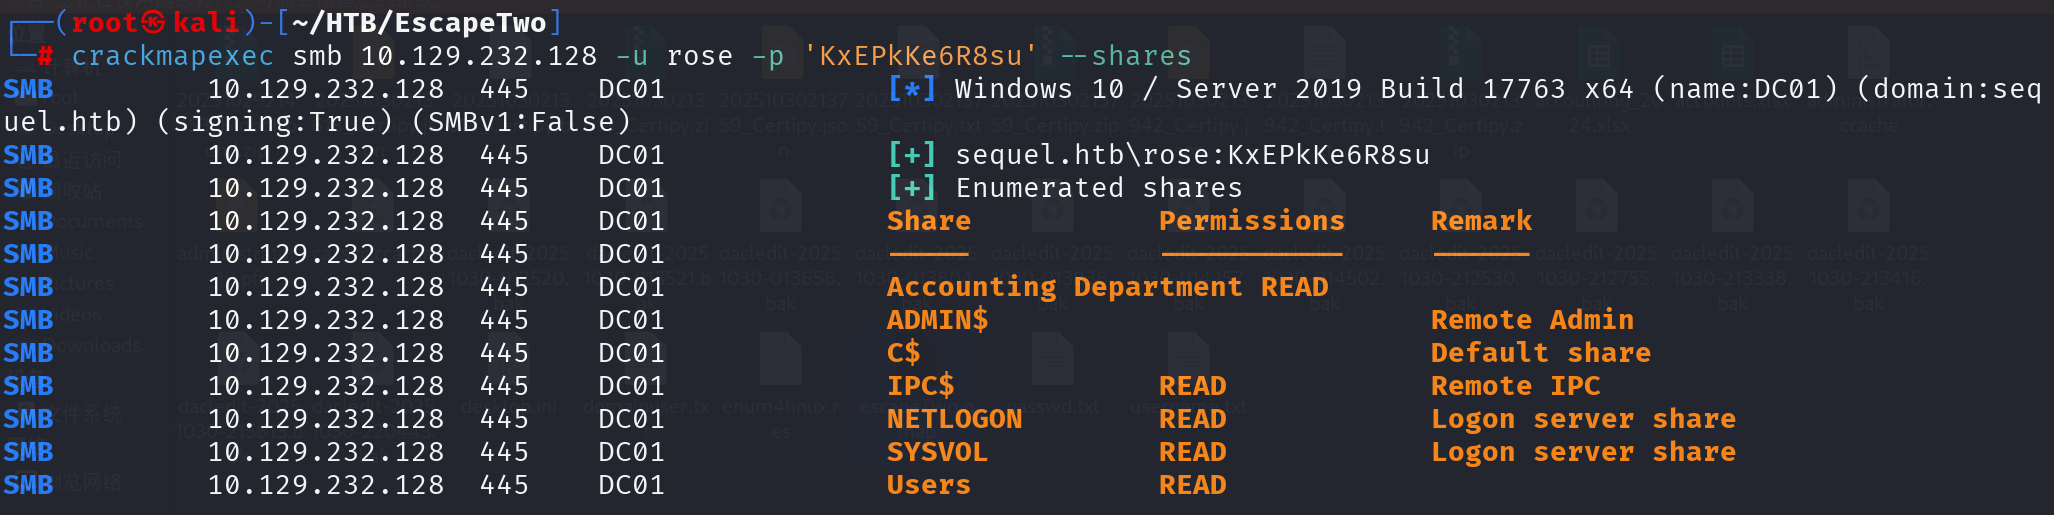 ┌──(root㉿kali)-[~/HTB/EscapeTwo]
└─# crackmapexec smb 10.129.232.128 -u rose -p 'KxEPkKe6R8su' --shares
SMB 10.129.232.128 445 DC01 [*] Windows 10 / Server 2019 Build 17763 x64 (name:DC01) (domain:seq
uel.htb) (signing:True) (SMBv1:False)
SMB 10.129.232.128 445 DC01 [+] sequel.htb\rose:KxEPkKe6R8su
SMB 10.129.232.128 445 DC01 [+] Enumerated shares
SMB 10.129.232.128 445 DC01 Share Permissions Remark
SMB 10.129.232.128 445 DC01 ----- ----------- ------
SMB 10.129.232.128 445 DC01 Accounting Department READ
SMB 10.129.232.128 445 DC01 ADMIN$ Remote Admin
SMB 10.129.232.128 445 DC01 C$ Default share
SMB 10.129.232.128 445 DC01 IPC$ READ Remote IPC
SMB 10.129.232.128 445 DC01 NETLOGON READ Logon server share
SMB 10.129.232.128 445 DC01 SYSVOL READ Logon server share
SMB 10.129.232.128 445 DC01 Users READ